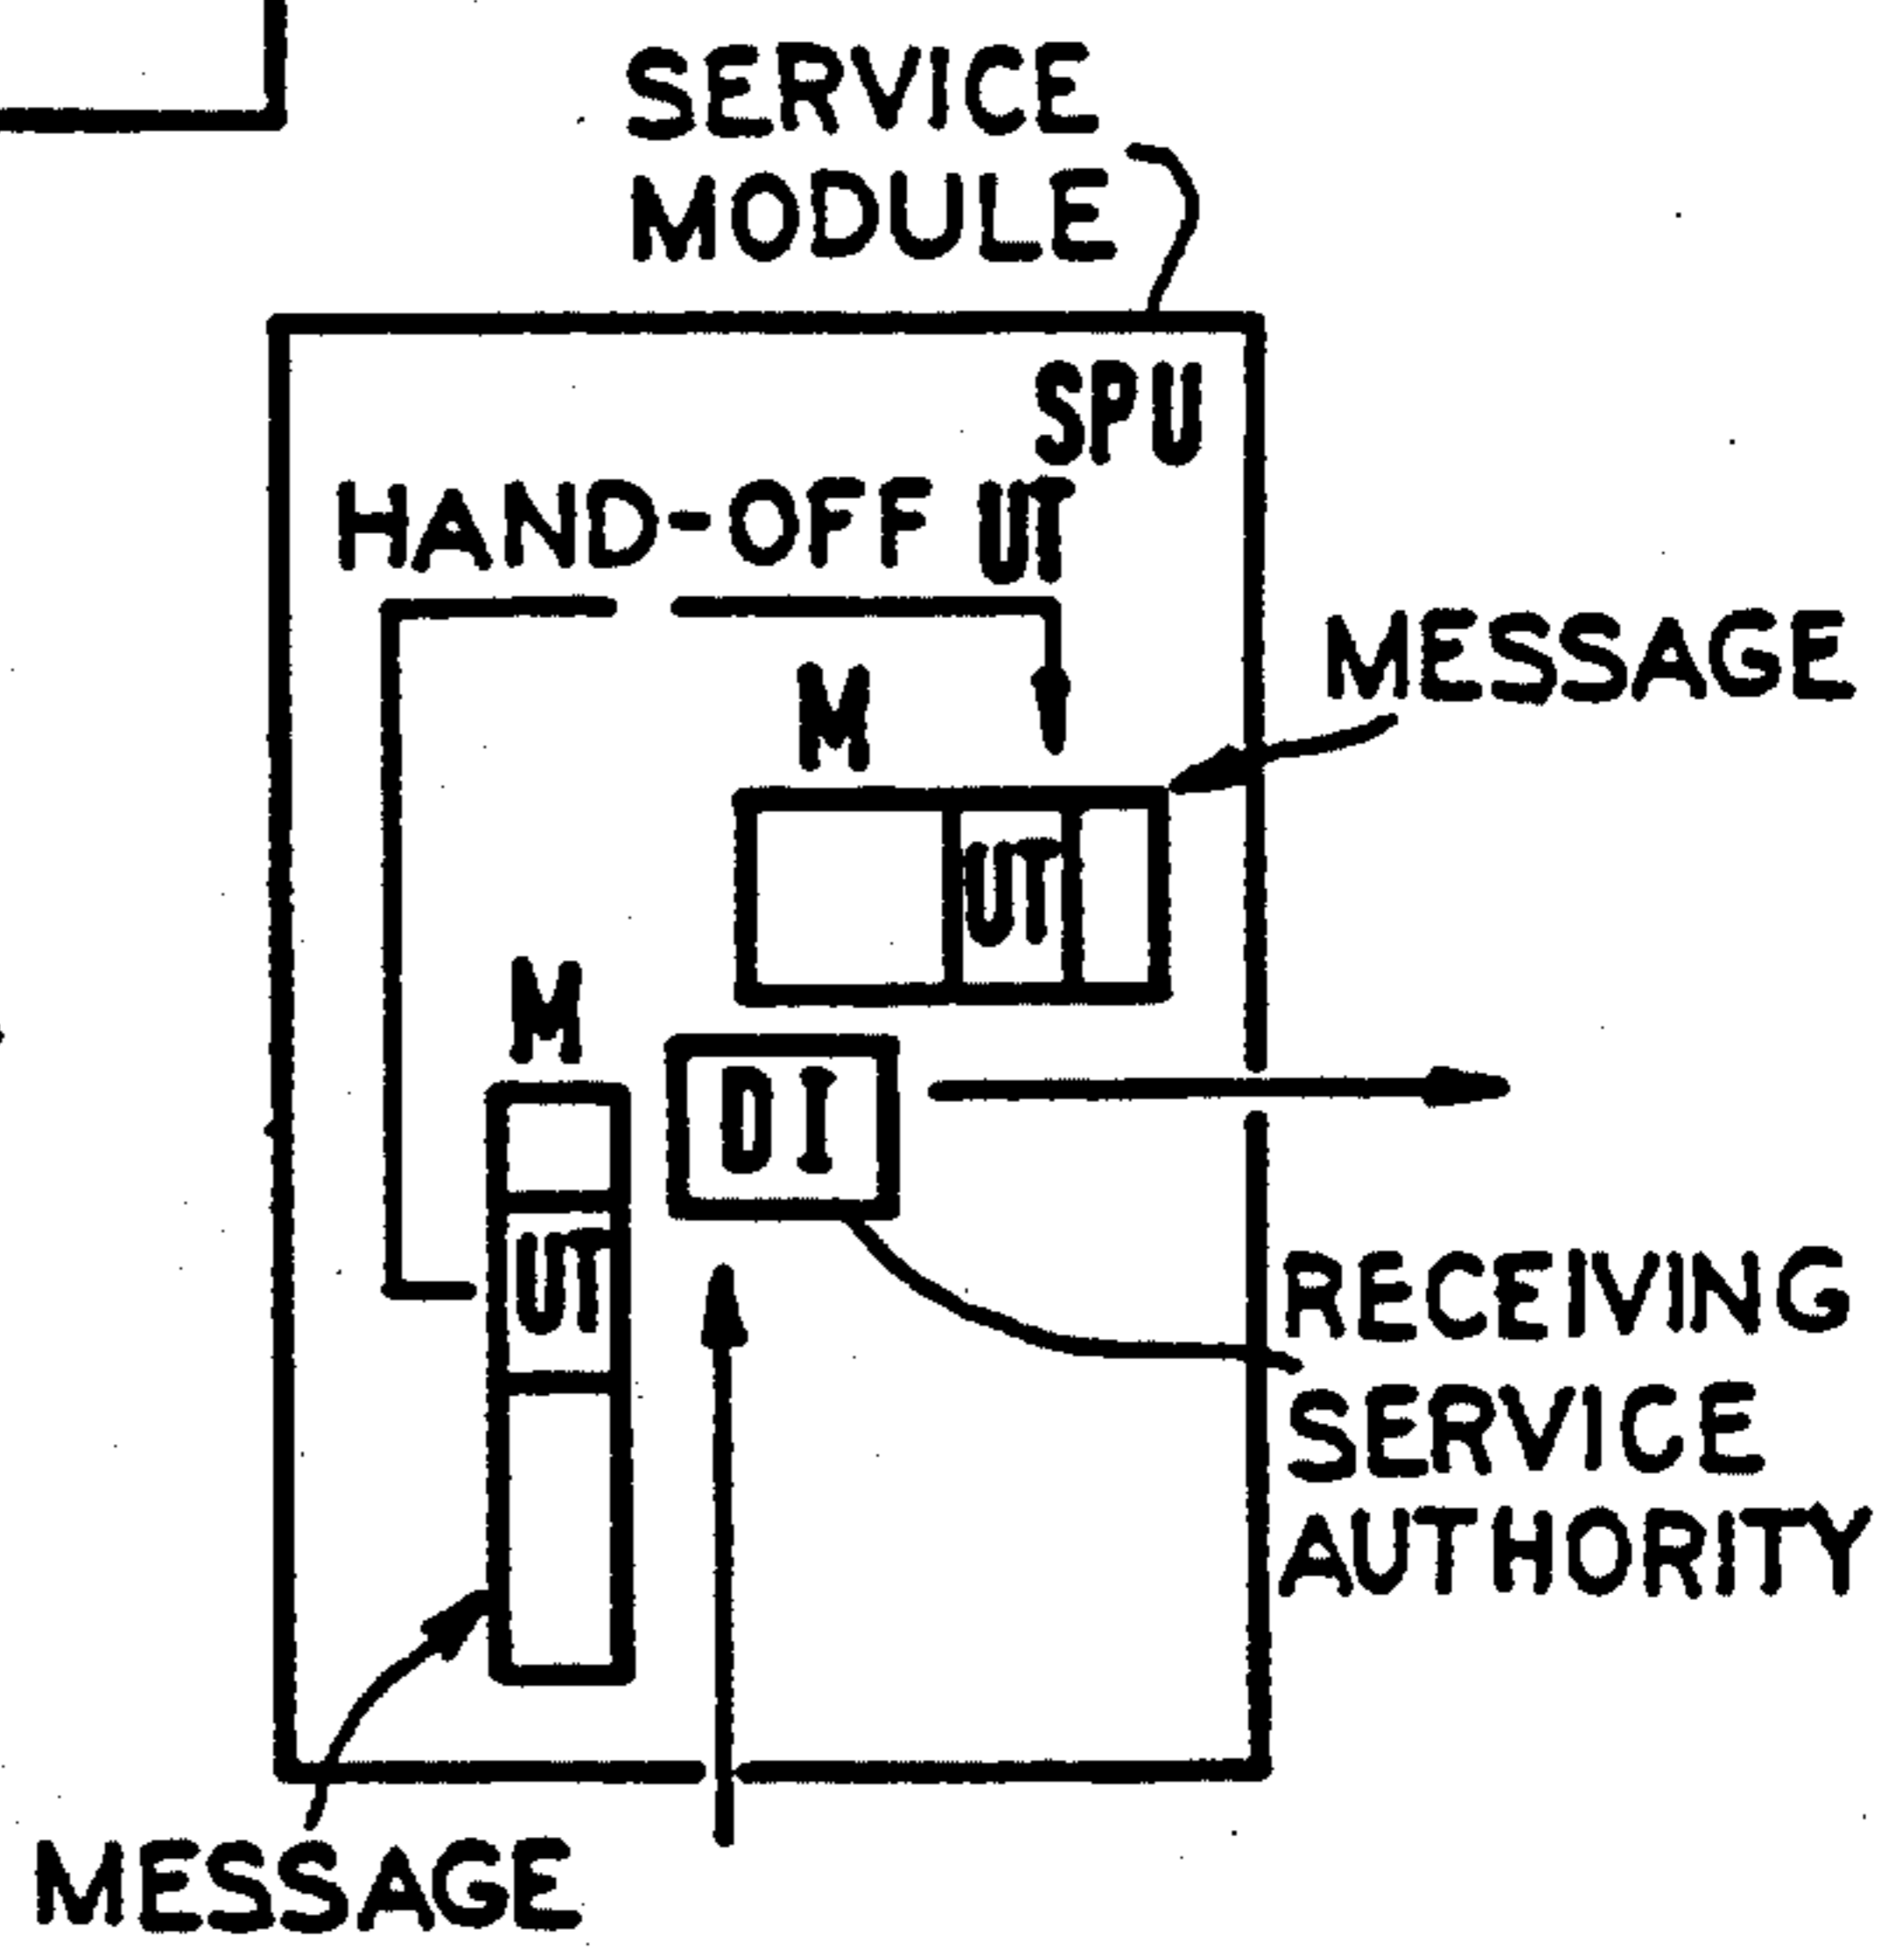 SERVICE
MODULE
SPU
HAND-OFF UT
MESSAGE
M
UT
M
DI
UT
RECEIVING
SERVICE
AUTHORITY
MESSAGE